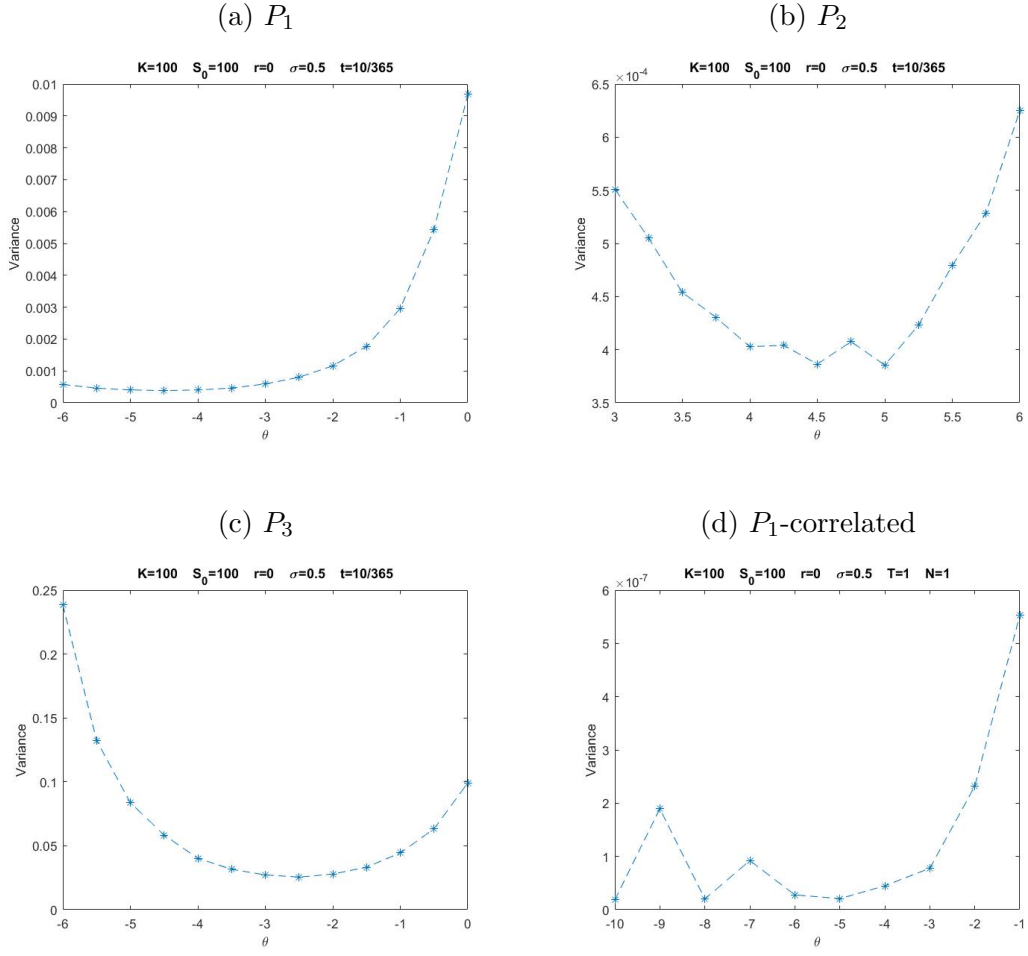 (a) P₁
K=100 S₀=100 r=0 σ=0.5 t=10/365
0.01
0.009
0.008
0.007
0.006
0.005
0.004
0.003
0.002
0.001
0
Variance
-6 -5 -4 -3 -2 -1 0
θ
(b) P₂
K=100 S₀=100 r=0 σ=0.5 t=10/365
×10⁻⁴
6.5
6
5.5
5
4.5
4
3.5
Variance
3 3.5 4 4.5 5 5.5 6
θ
(c) P₃
K=100 S₀=100 r=0 σ=0.5 t=10/365
0.25
0.2
0.15
0.1
0.05
0
Variance
-6 -5 -4 -3 -2 -1 0
θ
(d) P₁-correlated
K=100 S₀=100 r=0 σ=0.5 T=1 N=1
×10⁻⁷
6
5
4
3
2
1
0
Variance
-10 -9 -8 -7 -6 -5 -4 -3 -2 -1
θ